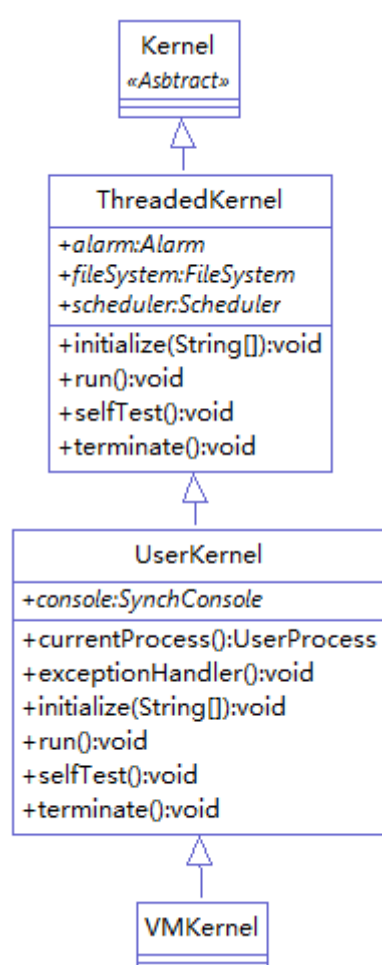 Kernel
«Asbtract»
ThreadedKernel
+alarm:Alarm
+fileSystem:FileSystem
+scheduler:Scheduler
+initialize(String[]):void
+run():void
+selfTest():void
+terminate():void
UserKernel
+console:SynchConsole
+currentProcess():UserProcess
+exceptionHandler():void
+initialize(String[]):void
+run():void
+selfTest():void
+terminate():void
VMKernel